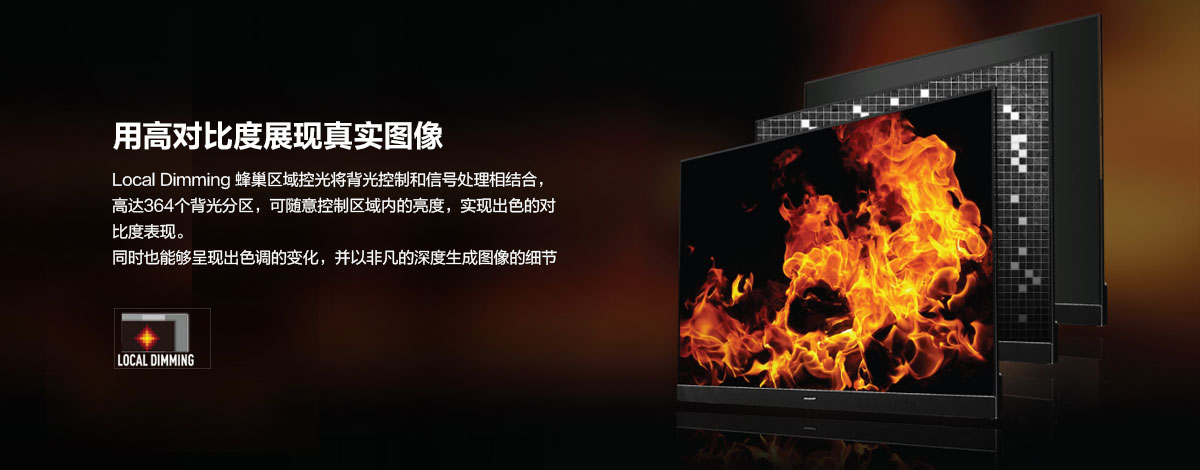 用高对比度展现真实图像
Local Dimming 蜂巢区域控光将背光控制和信号处理相结合，
高达364个背光分区，可随意控制区域内的亮度，实现出色的对
比度表现。
同时也能够呈现出色调的变化，并以非凡的深度生成图像的细节
LOCAL DIMMING